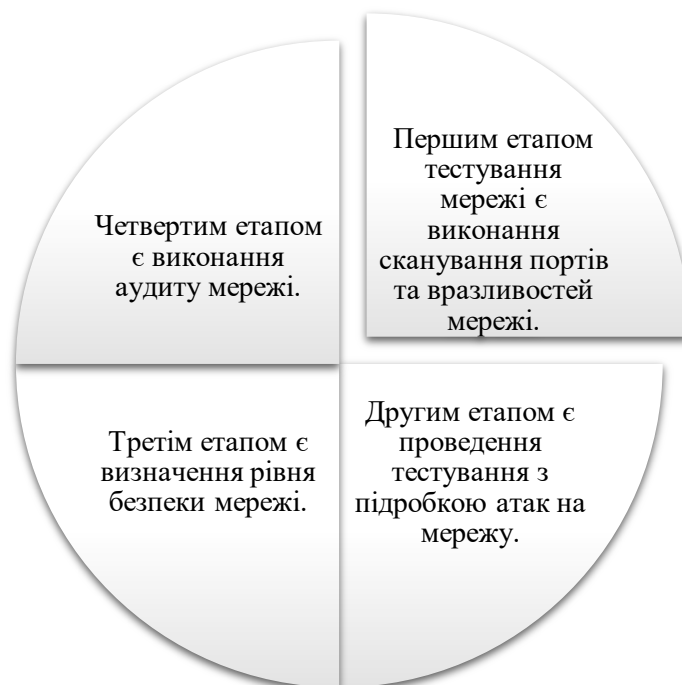 Першим етапом
тестування
мережі є
виконання
сканування портів
та вразливостей
мережі.
Другим етапом є
проведення
тестування з
підробкою атак на
мережу.
Третім етапом є
визначення рівня
безпеки мережі.
Четвертим етапом
є виконання
аудиту мережі.